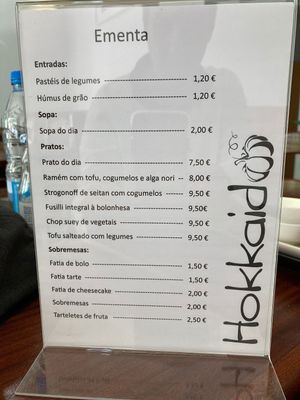 Ementa
Entradas:
Pastéis de legumes ---------------------------- 1,20 €
Húmus de grão -------------------------------- 1,20 €
Sopa:
Sopa do dia ----------------------------------- 2,00 €
Pratos:
Prato do dia ----------------------------------- 7,50 €
Ramém com tofu, cogumelos e alga nori -- 8,00 €
Strogonoff de seitan com cogumelos ------- 9,50 €
Fusilli integral à bolonhesa ------------------ 9,50€
Chop suey de vegetais ------------------------ 9,50 €
Tofu salteado com legumes ------------------ 9,50 €
Sobremesas:
Fatia de bolo ---------------------------------- 1,50 €
Fatia tarte ------------------------------------- 1,50 €
Fatia de cheesecake -------------------------- 2,00 €
Sobremesas ----------------------------------- 2,00 €
Tarteletes de fruta ---------------------------- 2,50 €
Hokkaido